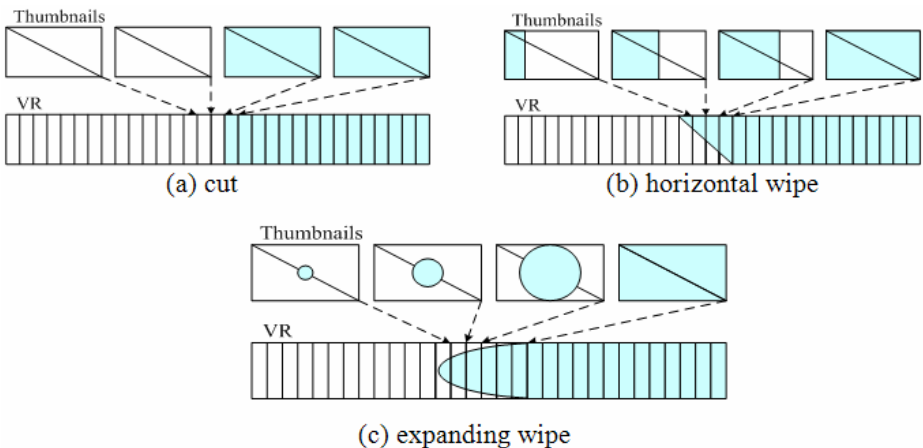 Thumbnails
VR
(a) cut
Thumbnails
VR
(b) horizontal wipe
Thumbnails
VR
(c) expanding wipe